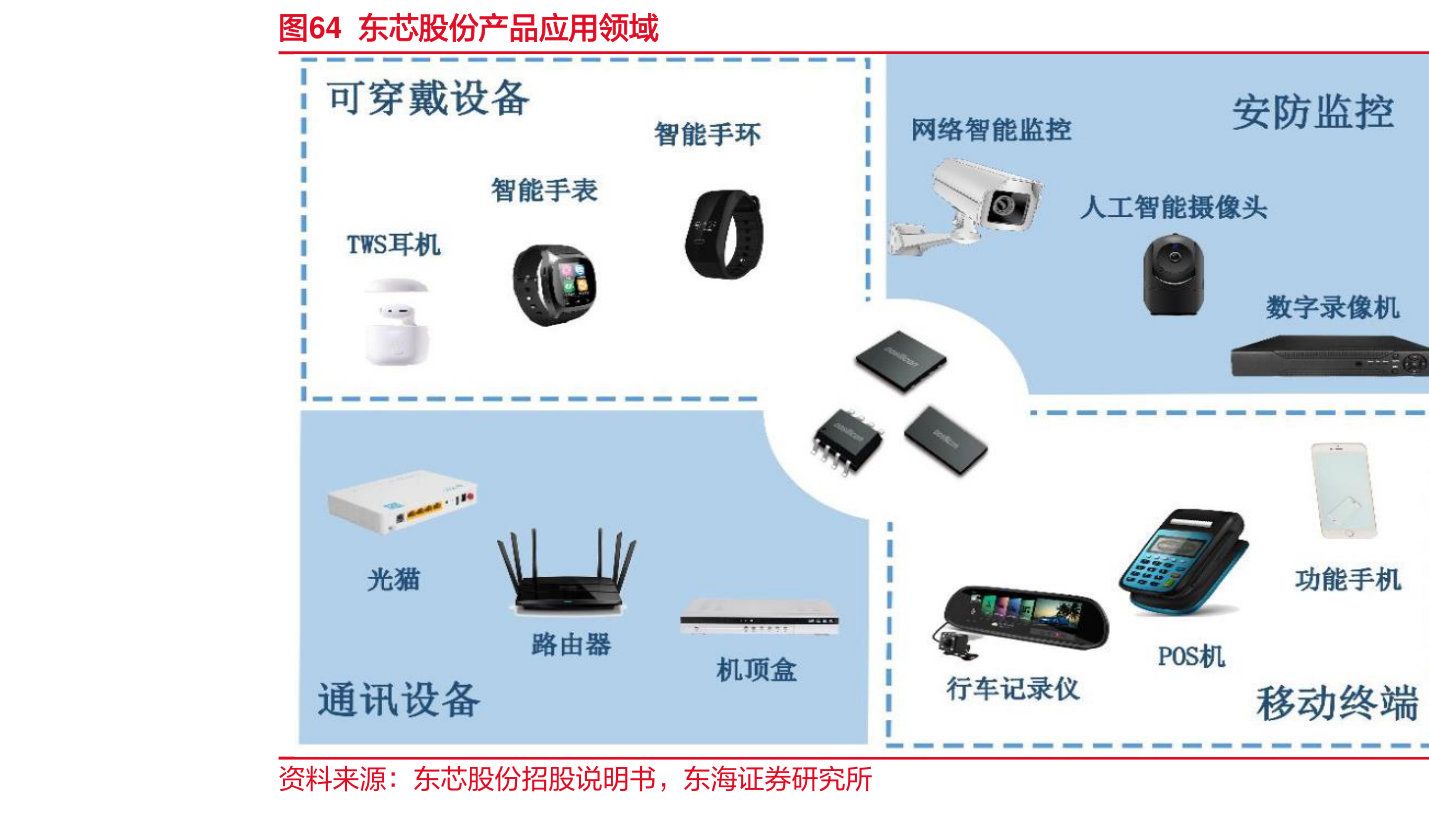 图64 东芯股份产品应用领域
可穿戴设备
智能手环
智能手表
TWS耳机
安防监控
网络智能监控
人工智能摄像头
数字录像机
dosilicon
dosilicon
dosilicon
光猫
路由器
机顶盒
通讯设备
功能手机
POS机
行车记录仪
移动终端
资料来源：东芯股份招股说明书，东海证券研究所